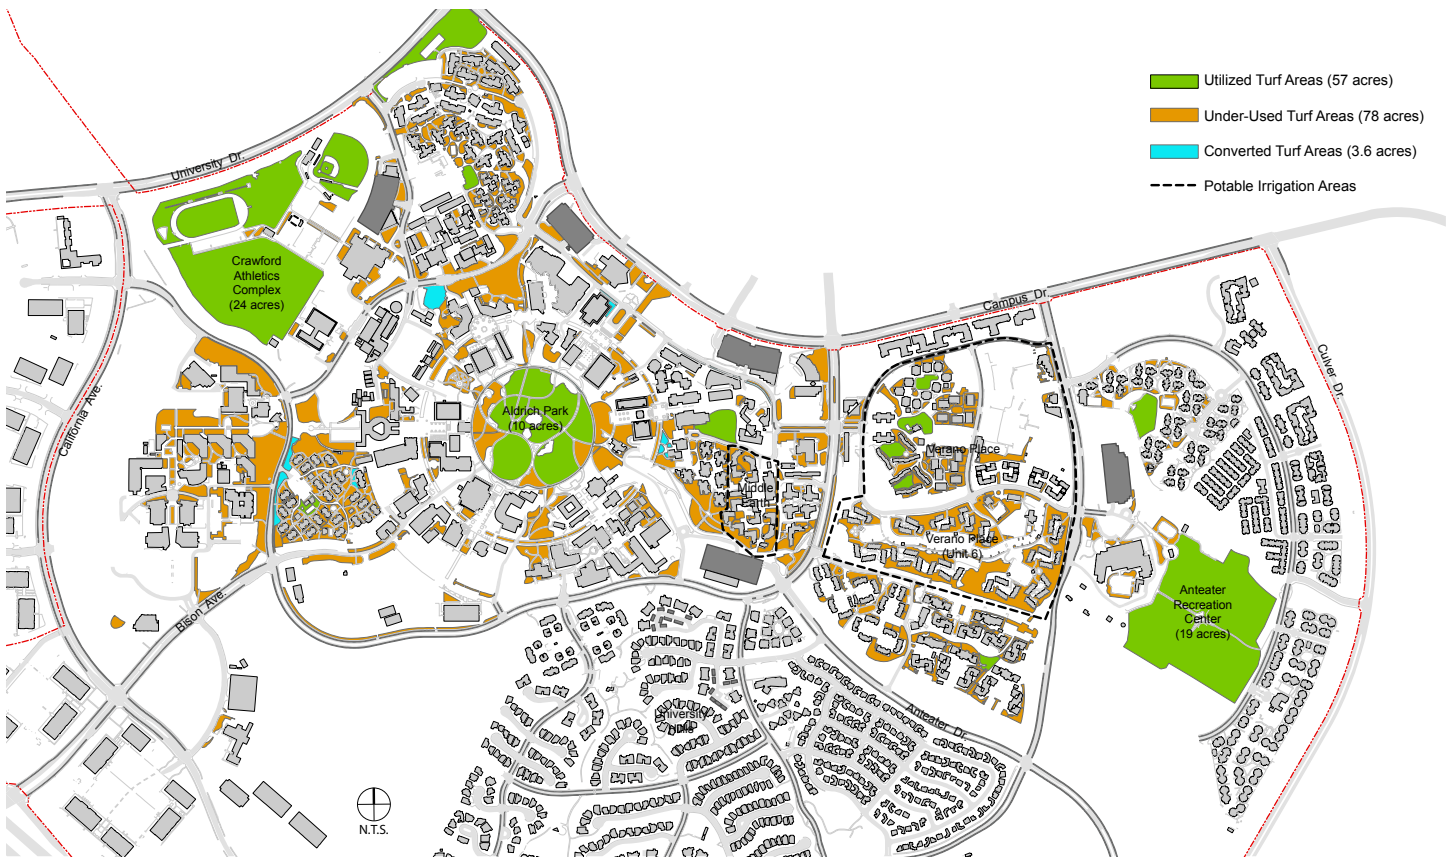 Utilized Turf Areas (57 acres)
Under-Used Turf Areas (78 acres)
Converted Turf Areas (3.6 acres)
Potable Irrigation Areas
University Dr.
Crawford
Athletics
Complex
(24 acres)
Campus Dr.
Culver Dr.
California Ave.
Aldrich Park
(10 acres)
Verano Place
Middle
Earth
Verano Place
(Unit 6)
Anteater
Recreation
Center
(19 acres)
Bison Ave.
University
Hills
Anteater Dr.
N.T.S.